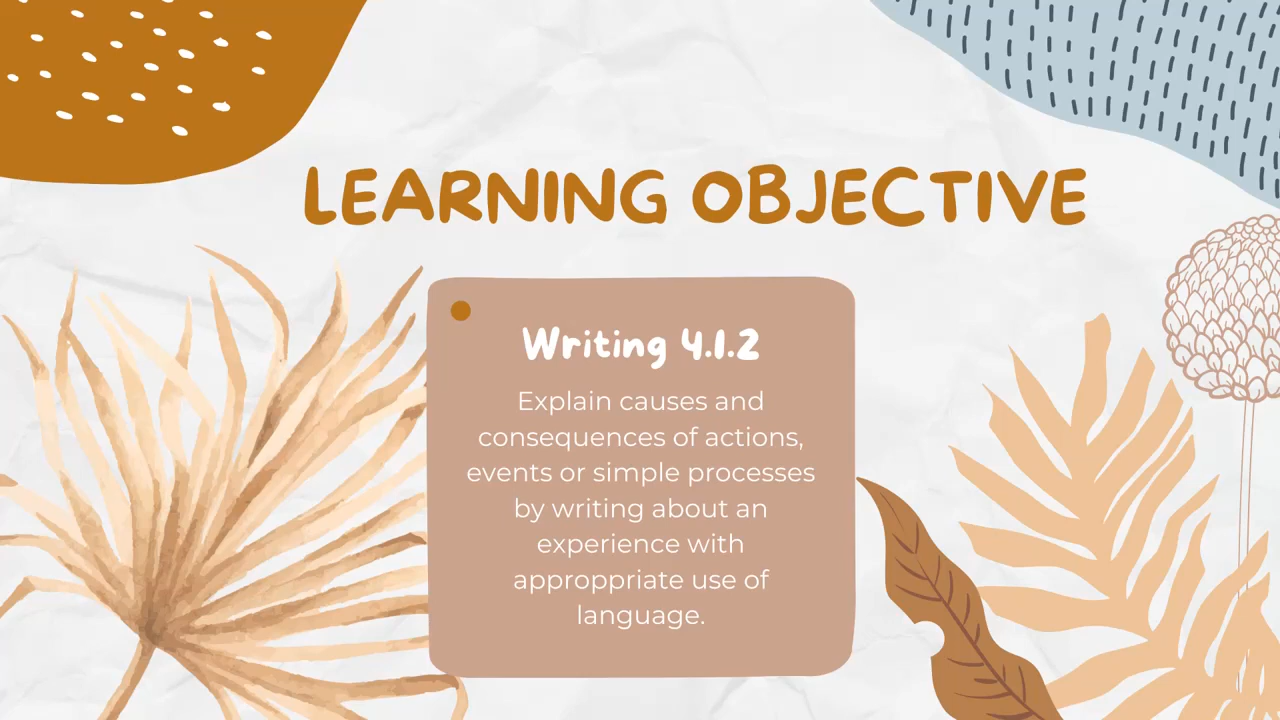 LEARNING OBJECTIVE
Writing 4.1.2
Explain causes and
consequences of actions,
events or simple processes
by writing about an
experience with
approppriate use of
language.